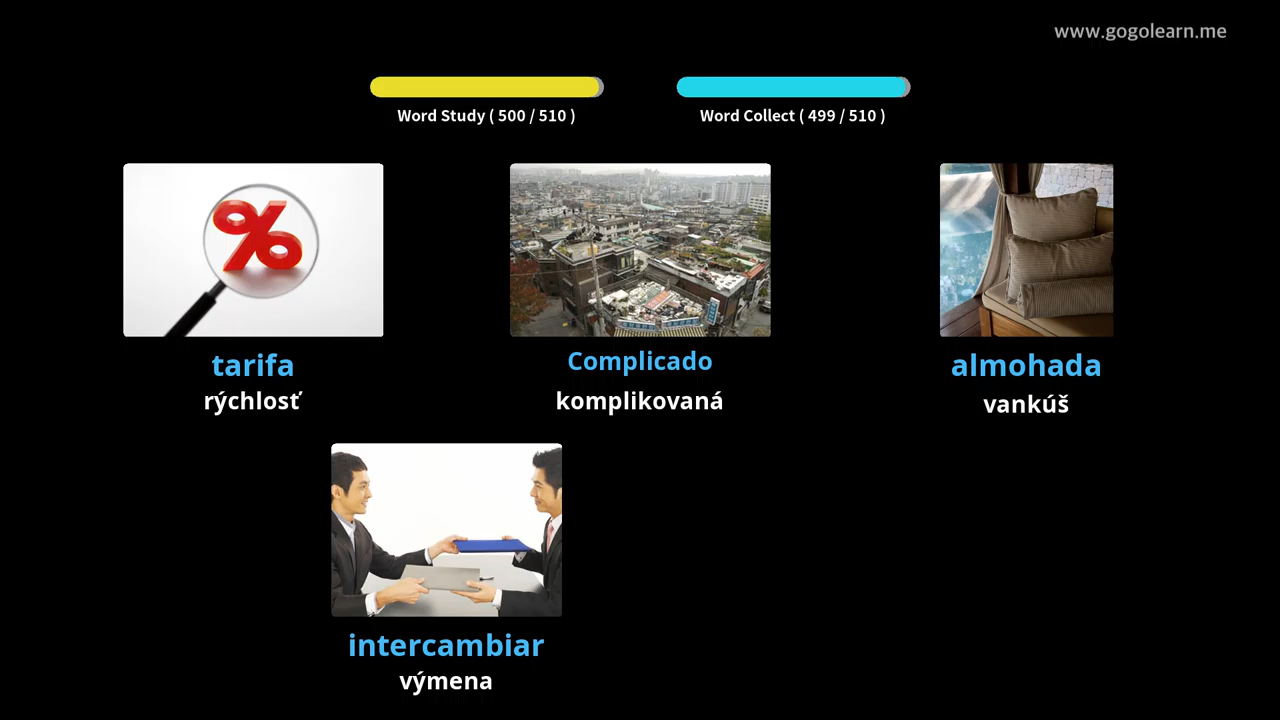 www.gogolearn.me
Word Study ( 500 / 510 )
Word Collect ( 499 / 510 )
%
tarifa
Complicado
almohada
rýchlosť
komplikovaná
vankúš
intercambiar
výmena